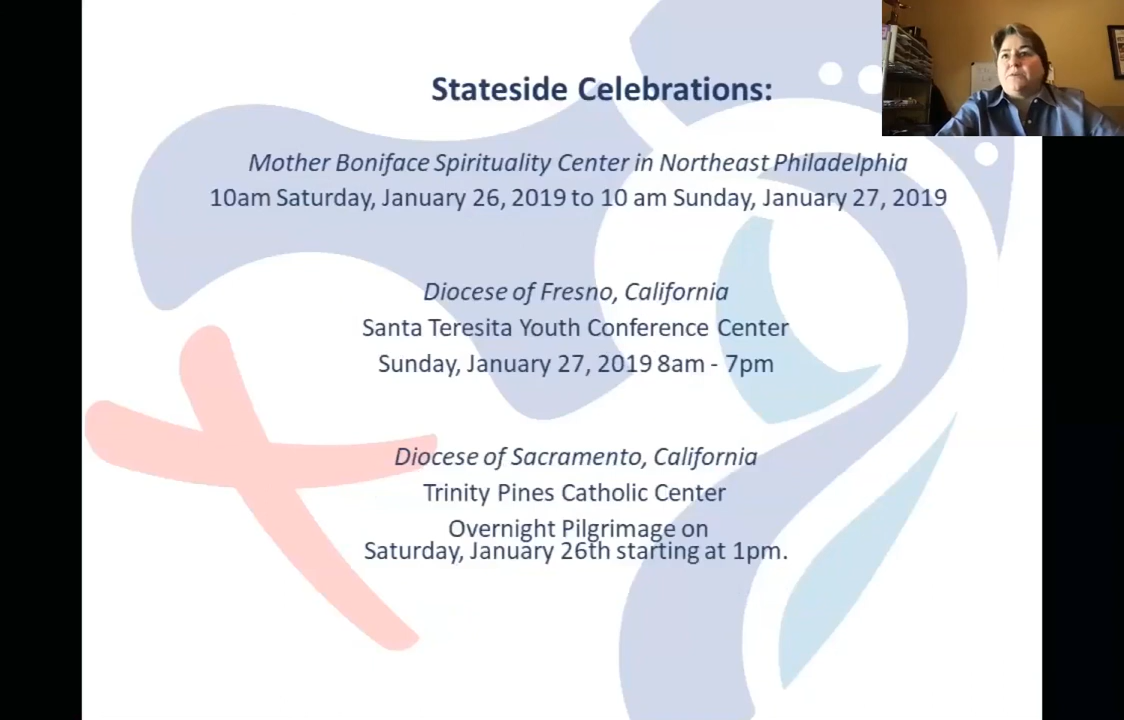 Stateside Celebrations:
Mother Boniface Spirituality Center in Northeast Philadelphia
10am Saturday, January 26, 2019 to 10 am Sunday, January 27, 2019
Diocese of Fresno, California
Santa Teresita Youth Conference Center
Sunday, January 27, 2019 8am - 7pm
Diocese of Sacramento, California
Trinity Pines Catholic Center
Overnight Pilgrimage on
Saturday, January 26th starting at 1pm.